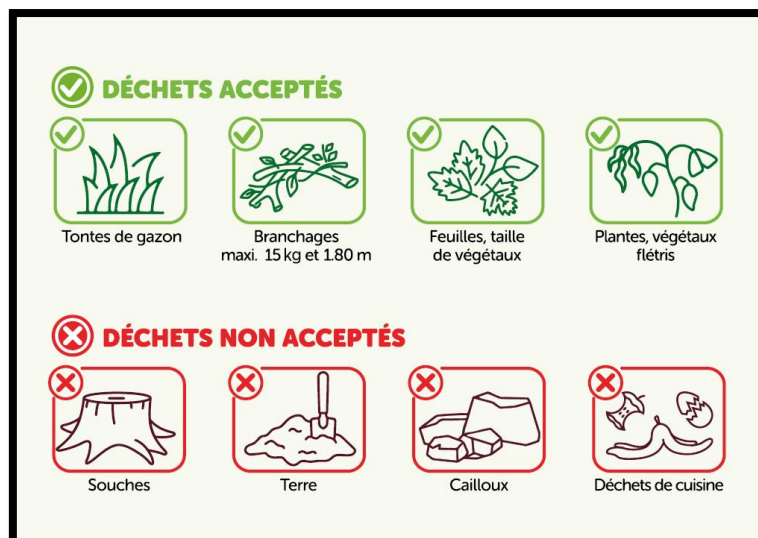 DÉCHETS ACCEPTÉS
Tontes de gazon
Branchages
maxi. 15 kg et 1.80 m
Feuilles, taille
de végétaux
Plantes, végétaux
flétris
DÉCHETS NON ACCEPTÉS
Souches
Terre
Cailloux
Déchets de cuisine